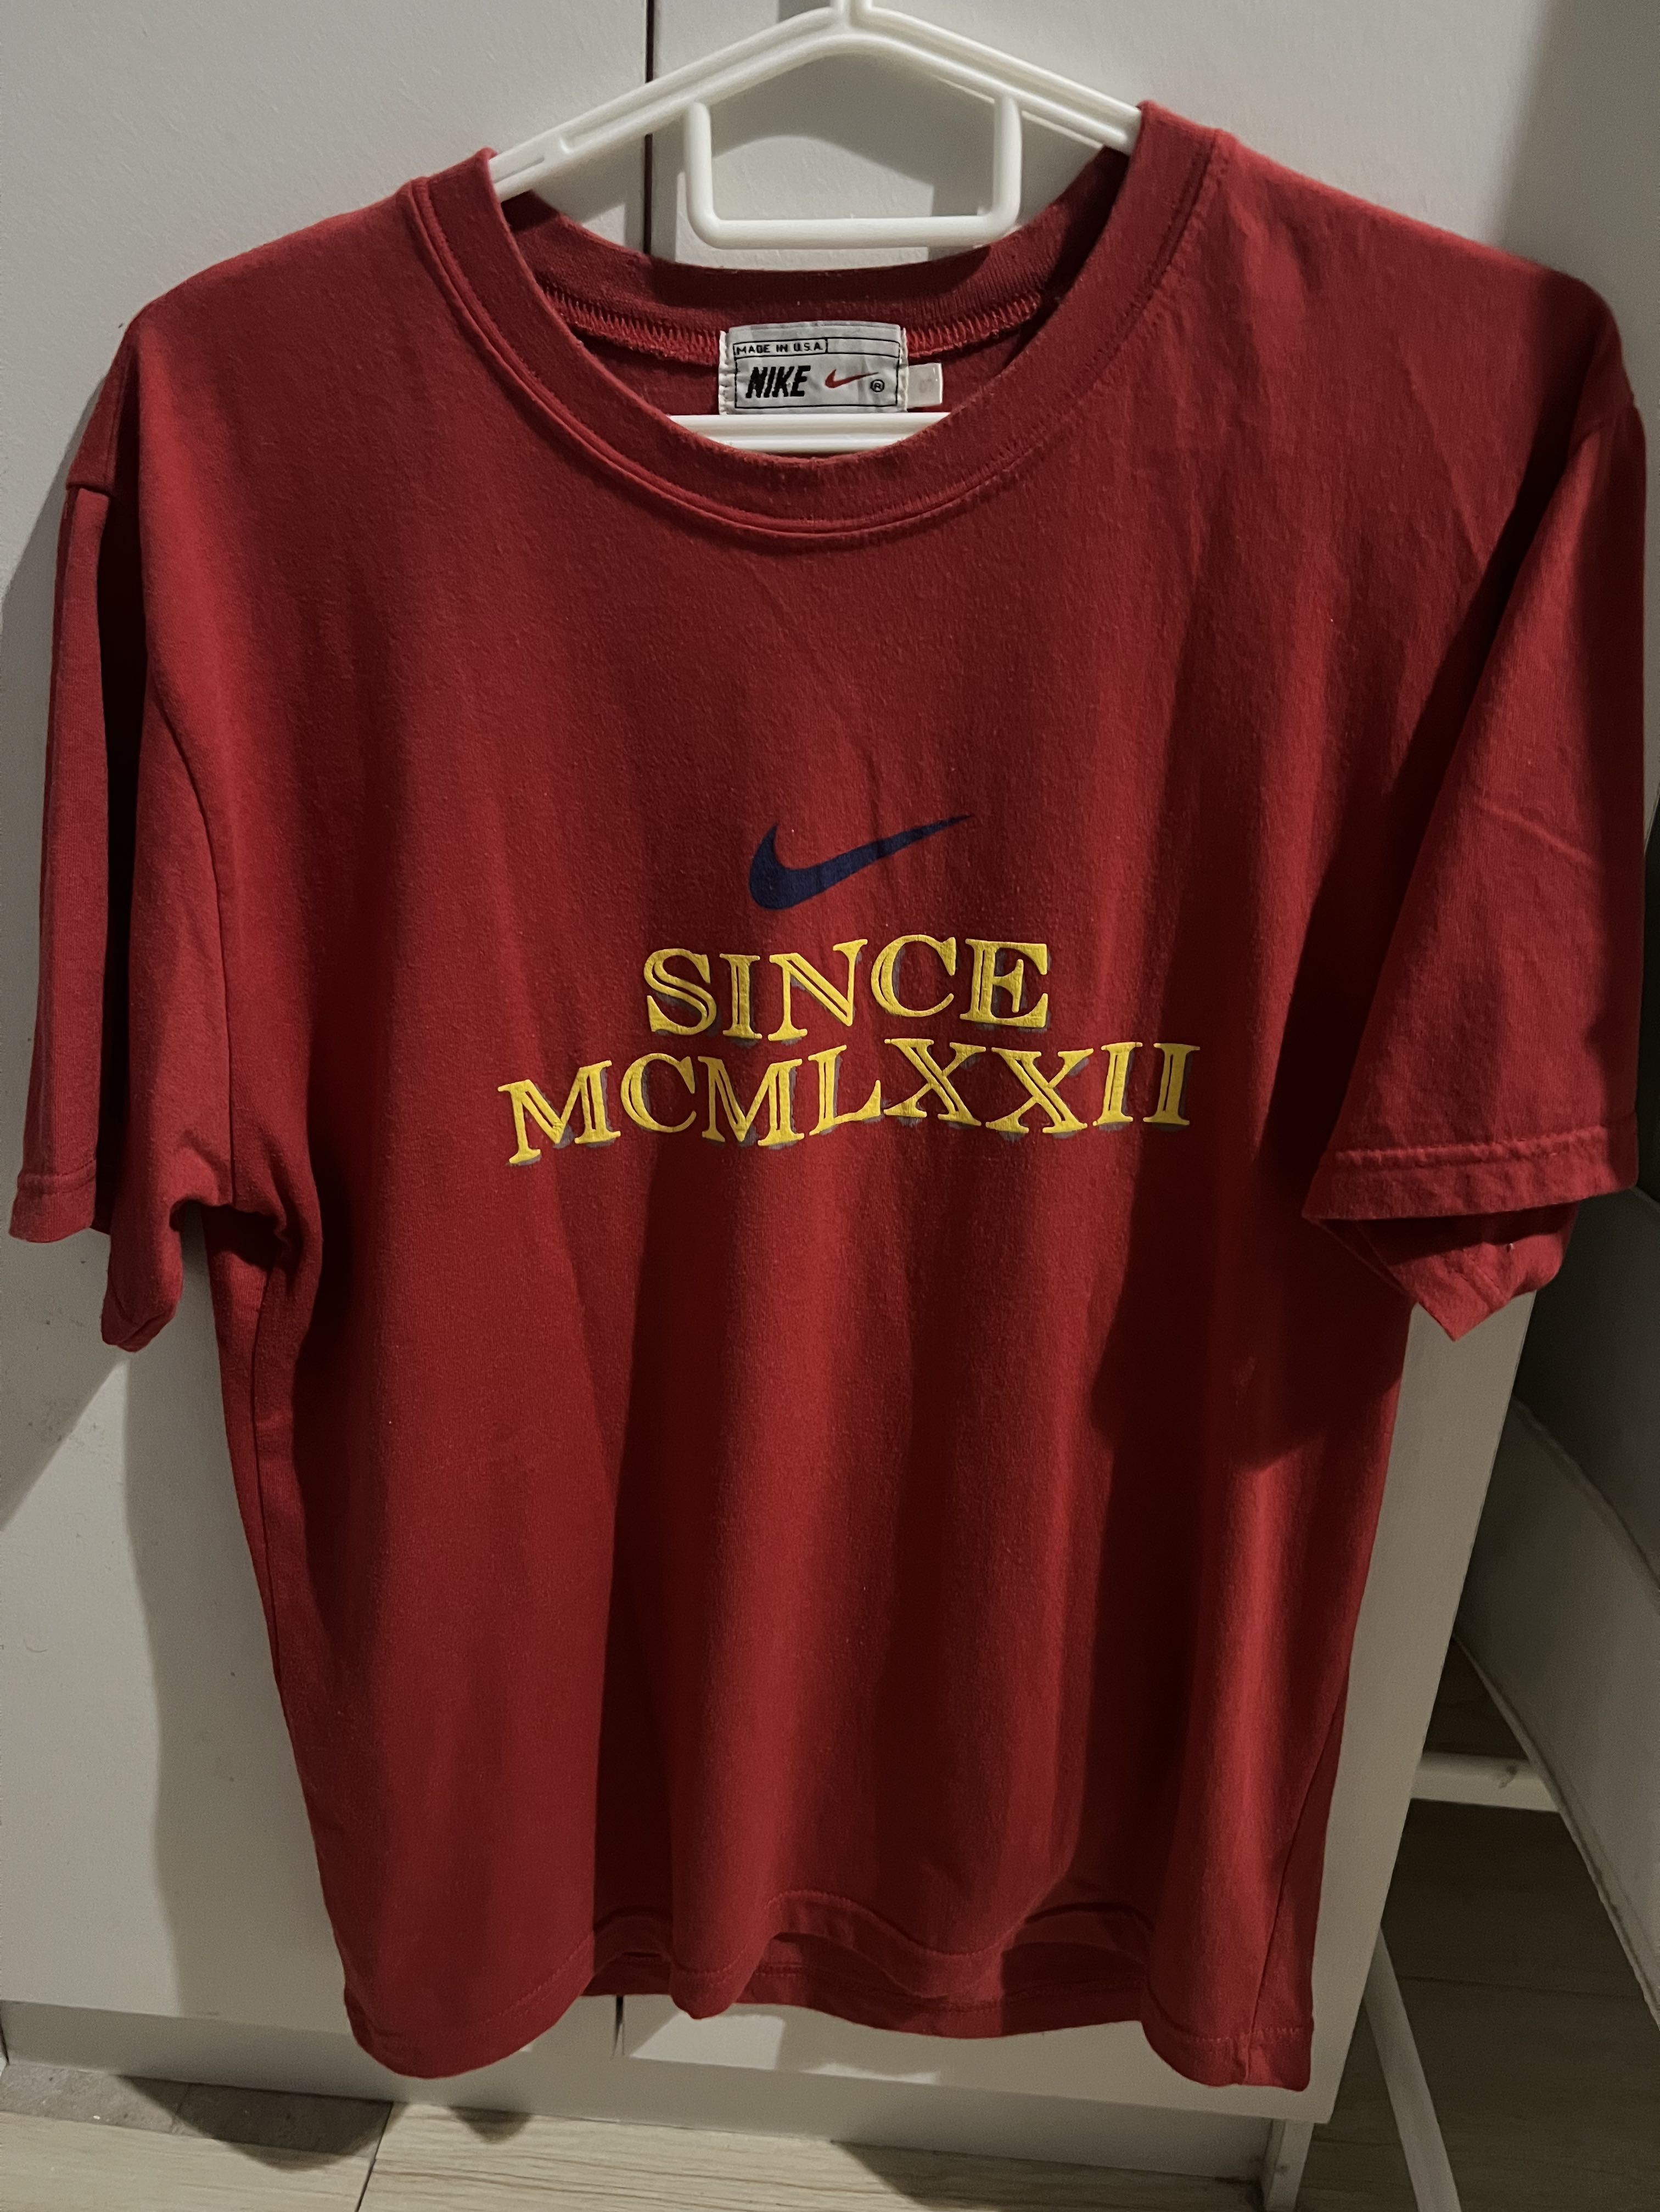 MADE IN U.S.A.
NIKE ®
SINCE
MCMLXXII